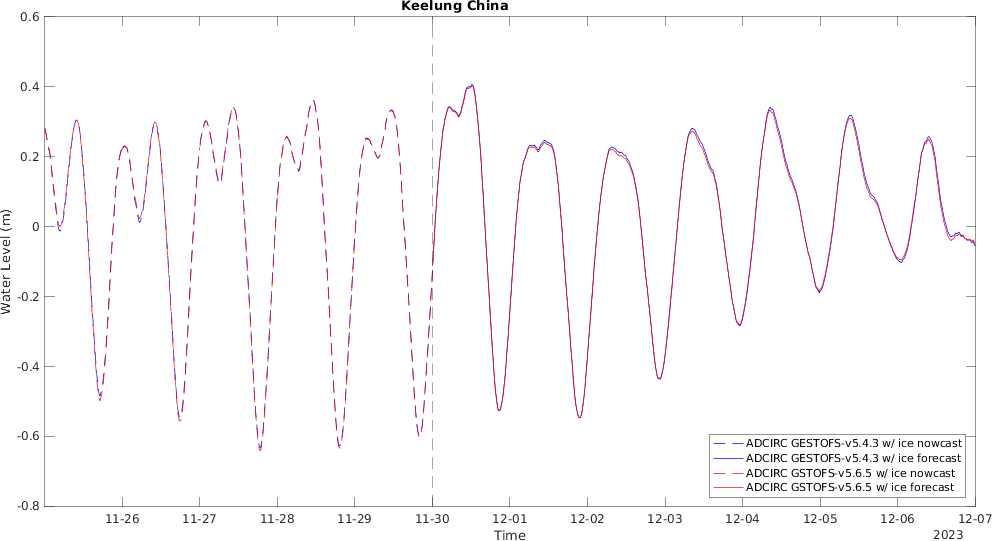 Keelung China
0.6
0.4
0.2
0
-0.2
-0.4
-0.6
-0.8
Water Level (m)
ADCIRC GESTOFS-v5.4.3 w/ ice nowcast
ADCIRC GESTOFS-v5.4.3 w/ ice forecast
ADCIRC GSTOFS-v5.6.5 w/ ice nowcast
ADCIRC GSTOFS-v5.6.5 w/ ice forecast
11-26 11-27 11-28 11-29 11-30 12-01 12-02 12-03 12-04 12-05 12-06 12-07
Time
2023